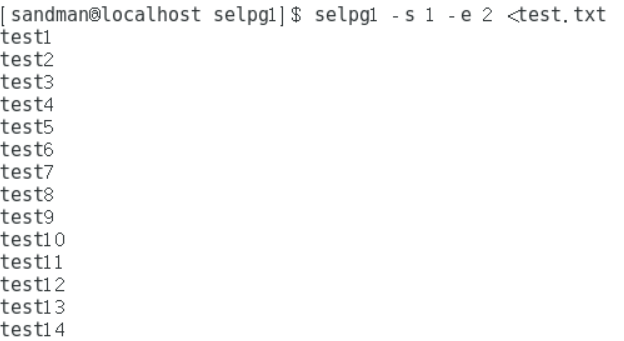 [sandman@localhost selpg1]$ selpg1 -s 1 -e 2 <test.txt
test1
test2
test3
test4
test5
test6
test7
test8
test9
test10
test11
test12
test13
test14